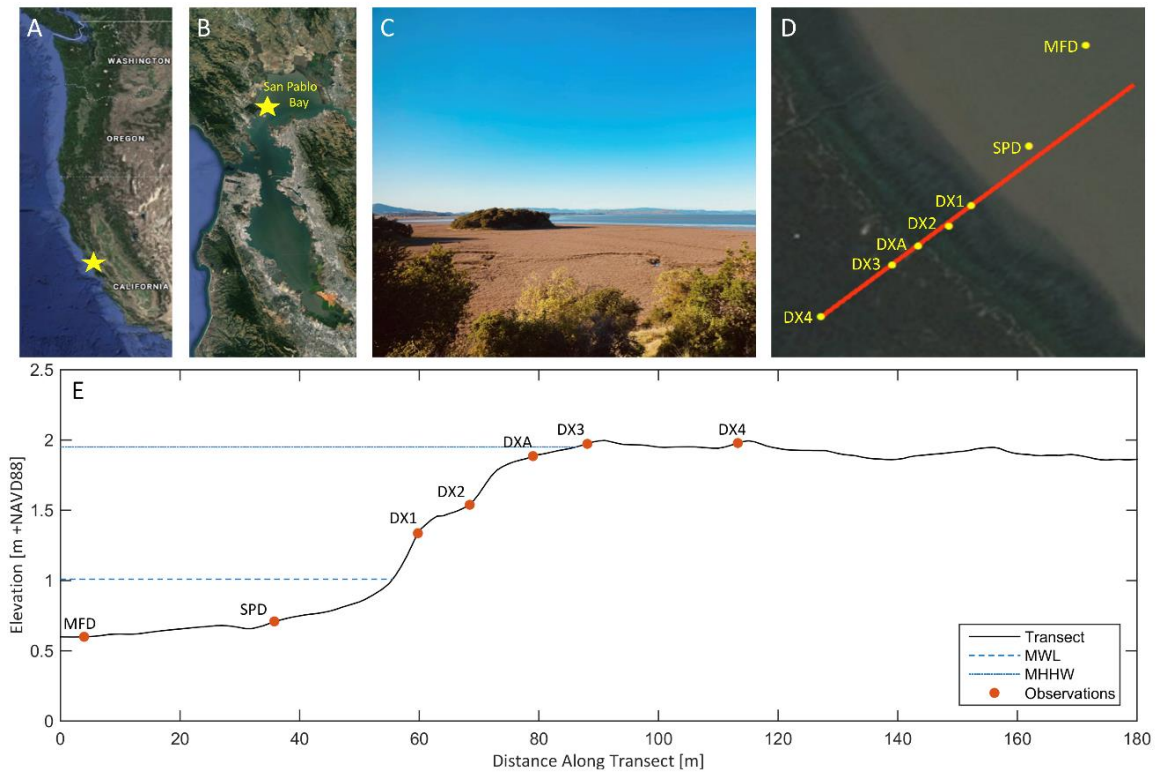 A
WASHINGTON
OREGON
CALIFORNIA
B
San Pablo
Bay
C
D
MFD
SPD
DX1
DX2
DXA
DX3
DX4
E
2.5
2
1.5
1
0.5
0
Elevation [m +NAVD88]
MFD
SPD
DX1
DX2
DXA
DX3
DX4
Transect
MWL
MHHW
Observations
0 20 40 60 80 100 120 140 160 180
Distance Along Transect [m]